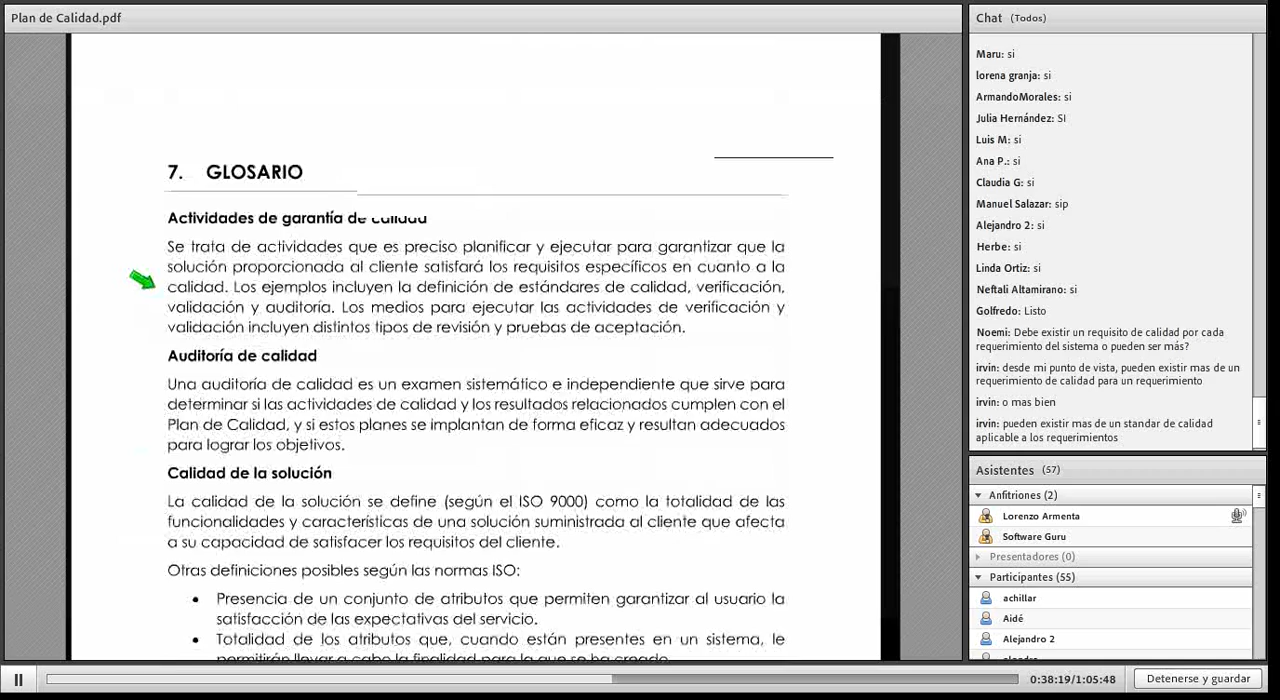 Plan de Calidad.pdf
7. GLOSARIO
Actividades de garantía de calidad
Se trata de actividades que es preciso planificar y ejecutar para garantizar que la
solución proporcionada al cliente satisfará los requisitos específicos en cuanto a la
calidad. Los ejemplos incluyen la definición de estándares de calidad, verificación,
validación y auditoría. Los medios para ejecutar las actividades de verificación y
validación incluyen distintos tipos de revisión y pruebas de aceptación.
Auditoría de calidad
Una auditoría de calidad es un examen sistemático e independiente que sirve para
determinar si las actividades de calidad y los resultados relacionados cumplen con el
Plan de Calidad, y si estos planes se implantan de forma eficaz y resultan adecuados
para lograr los objetivos.
Calidad de la solución
La calidad de la solución se define (según el ISO 9000) como la totalidad de las
funcionalidades y características de una solución suministrada al cliente que afecta
a su capacidad de satisfacer los requisitos del cliente.
Otras definiciones posibles según las normas ISO:
• Presencia de un conjunto de atributos que permiten garantizar al usuario la
satisfacción de las expectativas del servicio.
• Totalidad de los atributos que, cuando están presentes en un sistema, le
permitirán llevar a cabo la finalidad para la que se ha creado.
Chat (Todos)
Maru: si
lorena granja: si
ArmandoMorales: si
Julia Hernández: SI
Luis M: si
Ana P.: si
Claudia G: si
Manuel Salazar: sip
Alejandro 2: si
Herbe: si
Linda Ortiz: si
Neftali Altamirano: si
Golfredo: Listo
Noemi: Debe existir un requisito de calidad por cada
requerimiento del sistema o pueden ser más?
irvin: desde mi punto de vista, pueden existir mas de un
requerimiento de calidad para un requerimiento
irvin: o mas bien
irvin: pueden existir mas de un standar de calidad
aplicable a los requerimientos
Asistentes (57)
Anfitriones (2)
Lorenzo Armenta
Software Guru
Presentadores (0)
Participantes (55)
achillar
Aidé
Alejandro 2
0:38:19/1:05:48
Detenerse y guardar